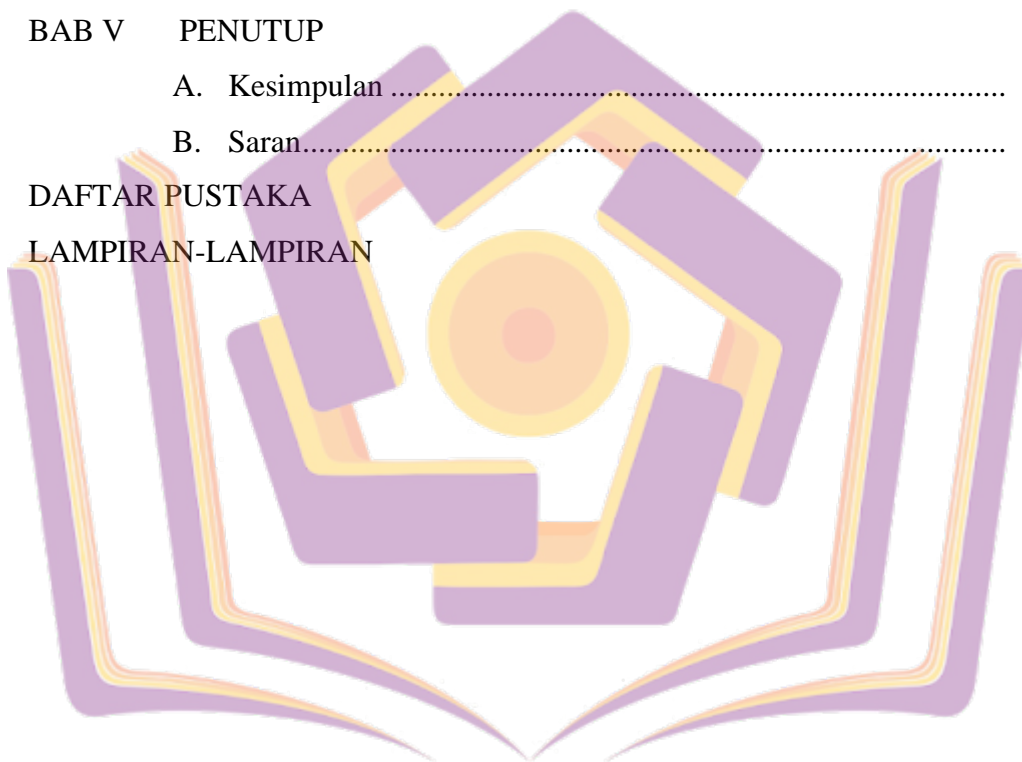 BAB V PENUTUP
A. Kesimpulan ............................................................................
B. Saran.......................................................................................
DAFTAR PUSTAKA
LAMPIRAN-LAMPIRAN